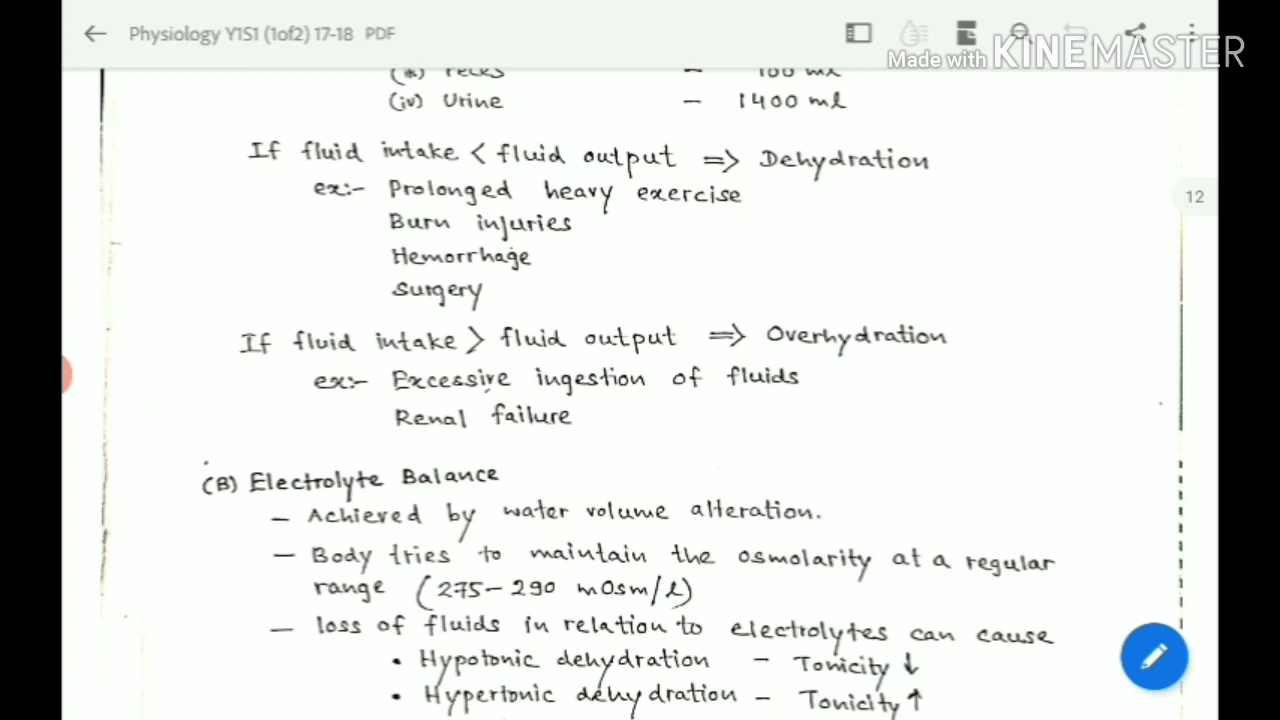 Physiology Y1S1 (1of2) 17-18 PDF
Made with KINEMASTER
100 ml
(iv) Urine - 1400 ml
If fluid intake < fluid output => Dehydration
12
ex:- Prolonged heavy exercise
Burn injuries
Hemorrhage
Surgery
If fluid intake > fluid output => Overhydration
ex:- Excessive ingestion of fluids
Renal failure
(B) Electrolyte Balance
- Achieved by water volume alteration.
- Body tries to maintain the osmolarity at a regular
range (275-290 mOsm/l)
- loss of fluids in relation to electrolytes can cause
• Hypotonic dehydration - Tonicity ↓
• Hypertonic dehydration - Tonicity ↑